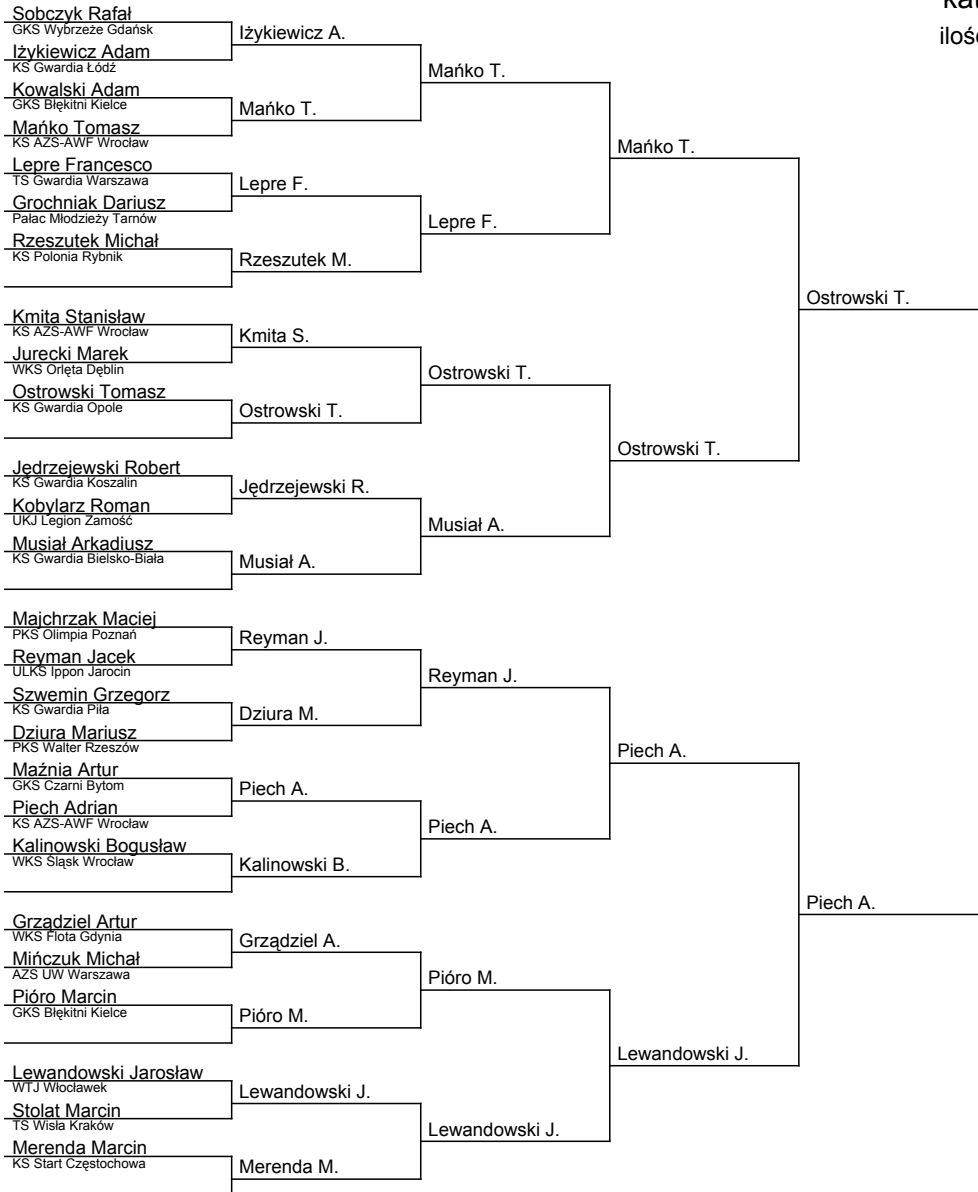 Sobczyk Rafał
GKS Wybrzeże Gdańsk
Iżykiewicz Adam
KS Gwardia Łódź
Kowalski Adam
GKS Błękitni Kielce
Mańko Tomasz
KS AZS-AWF Wrocław
Lepre Francesco
TS Gwardia Warszawa
Grochniak Dariusz
Pałac Młodzieży Tarnów
Rzeszutek Michał
KS Polonia Rybnik
Kmita Stanisław
KS AZS-AWF Wrocław
Jurecki Marek
WKS Orlęta Dęblin
Ostrowski Tomasz
KS Gwardia Opole
Jędrzejewski Robert
KS Gwardia Koszalin
Kobylarz Roman
UKJ Legion Zamość
Musiał Arkadiusz
KS Gwardia Bielsko-Biała
Majchrzak Maciej
PKS Olimpia Poznań
Reyman Jacek
ULKS Ippon Jarocin
Szwemin Grzegorz
KS Gwardia Piła
Dziura Mariusz
PKS Walter Rzeszów
Maźnia Artur
GKS Czarni Bytom
Piech Adrian
KS AZS-AWF Wrocław
Kalinowski Bogusław
WKS Śląsk Wrocław
Grządziel Artur
WKS Flota Gdynia
Mińczuk Michał
AZS UW Warszawa
Pióro Marcin
GKS Błękitni Kielce
Lewandowski Jarosław
WTJ Włocławek
Stolat Marcin
TS Wisła Kraków
Merenda Marcin
KS Start Częstochowa
Iżykiewicz A.
Mańko T.
Lepre F.
Rzeszutek M.
Kmita S.
Ostrowski T.
Jędrzejewski R.
Musiał A.
Reyman J.
Dziura M.
Piech A.
Kalinowski B.
Grządziel A.
Pióro M.
Lewandowski J.
Merenda M.
Mańko T.
Lepre F.
Ostrowski T.
Musiał A.
Reyman J.
Piech A.
Pióro M.
Lewandowski J.
Mańko T.
Ostrowski T.
Piech A.
Lewandowski J.
Ostrowski T.
Piech A.